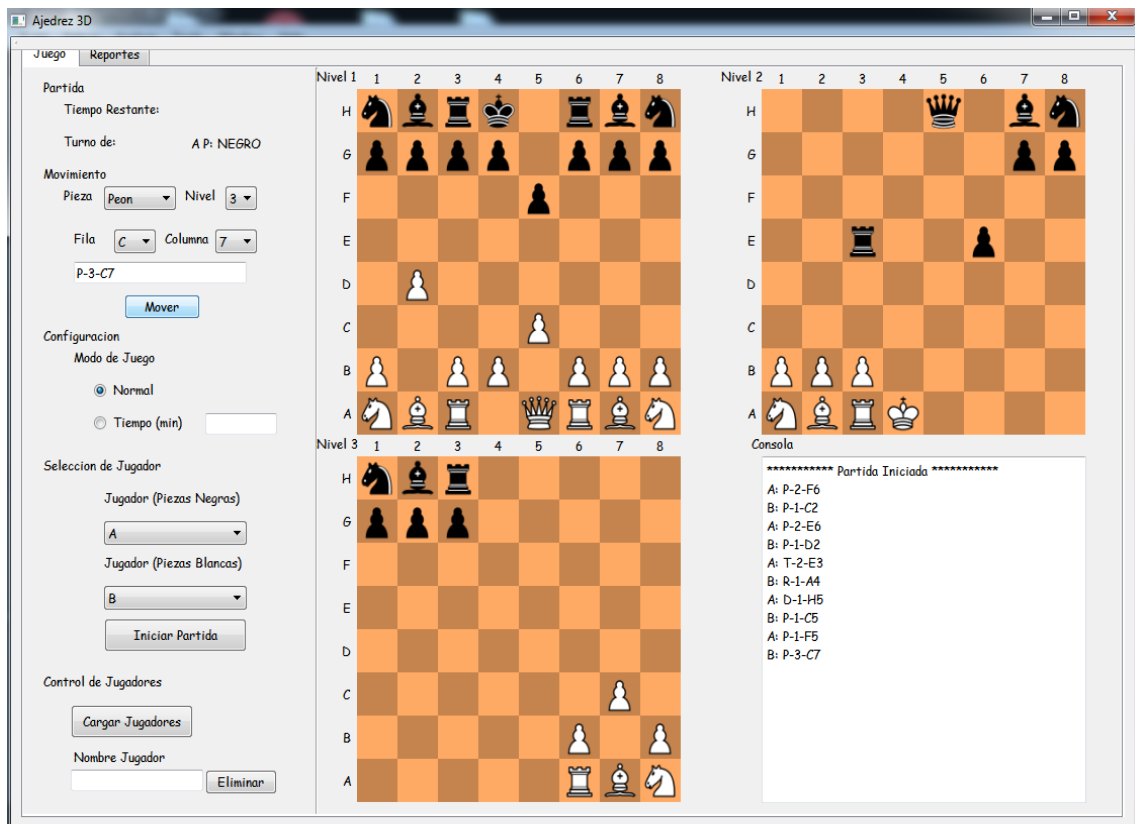 Ajedrez 3D
Juego Reportes
Partida
Tiempo Restante:
Turno de: A P: NEGRO
Movimiento
Pieza Peon Nivel 3
Fila C Columna 7
P-3-C7
Mover
Configuracion
Modo de Juego
Normal
Tiempo (min)
Seleccion de Jugador
Jugador (Piezas Negras)
A
Jugador (Piezas Blancas)
B
Iniciar Partida
Control de Jugadores
Cargar Jugadores
Nombre Jugador
Eliminar
Nivel 1 1 2 3 4 5 6 7 8
H
G
F
E
D
C
B
A
Nivel 2 1 2 3 4 5 6 7 8
H
G
F
E
D
C
B
A
Nivel 3 1 2 3 4 5 6 7 8
H
G
F
E
D
C
B
A
Consola
*********** Partida Iniciada ***********
A: P-2-F6
B: P-1-C2
A: P-2-E6
B: P-1-D2
A: T-2-E3
B: R-1-A4
A: D-1-H5
B: P-1-C5
A: P-1-F5
B: P-3-C7